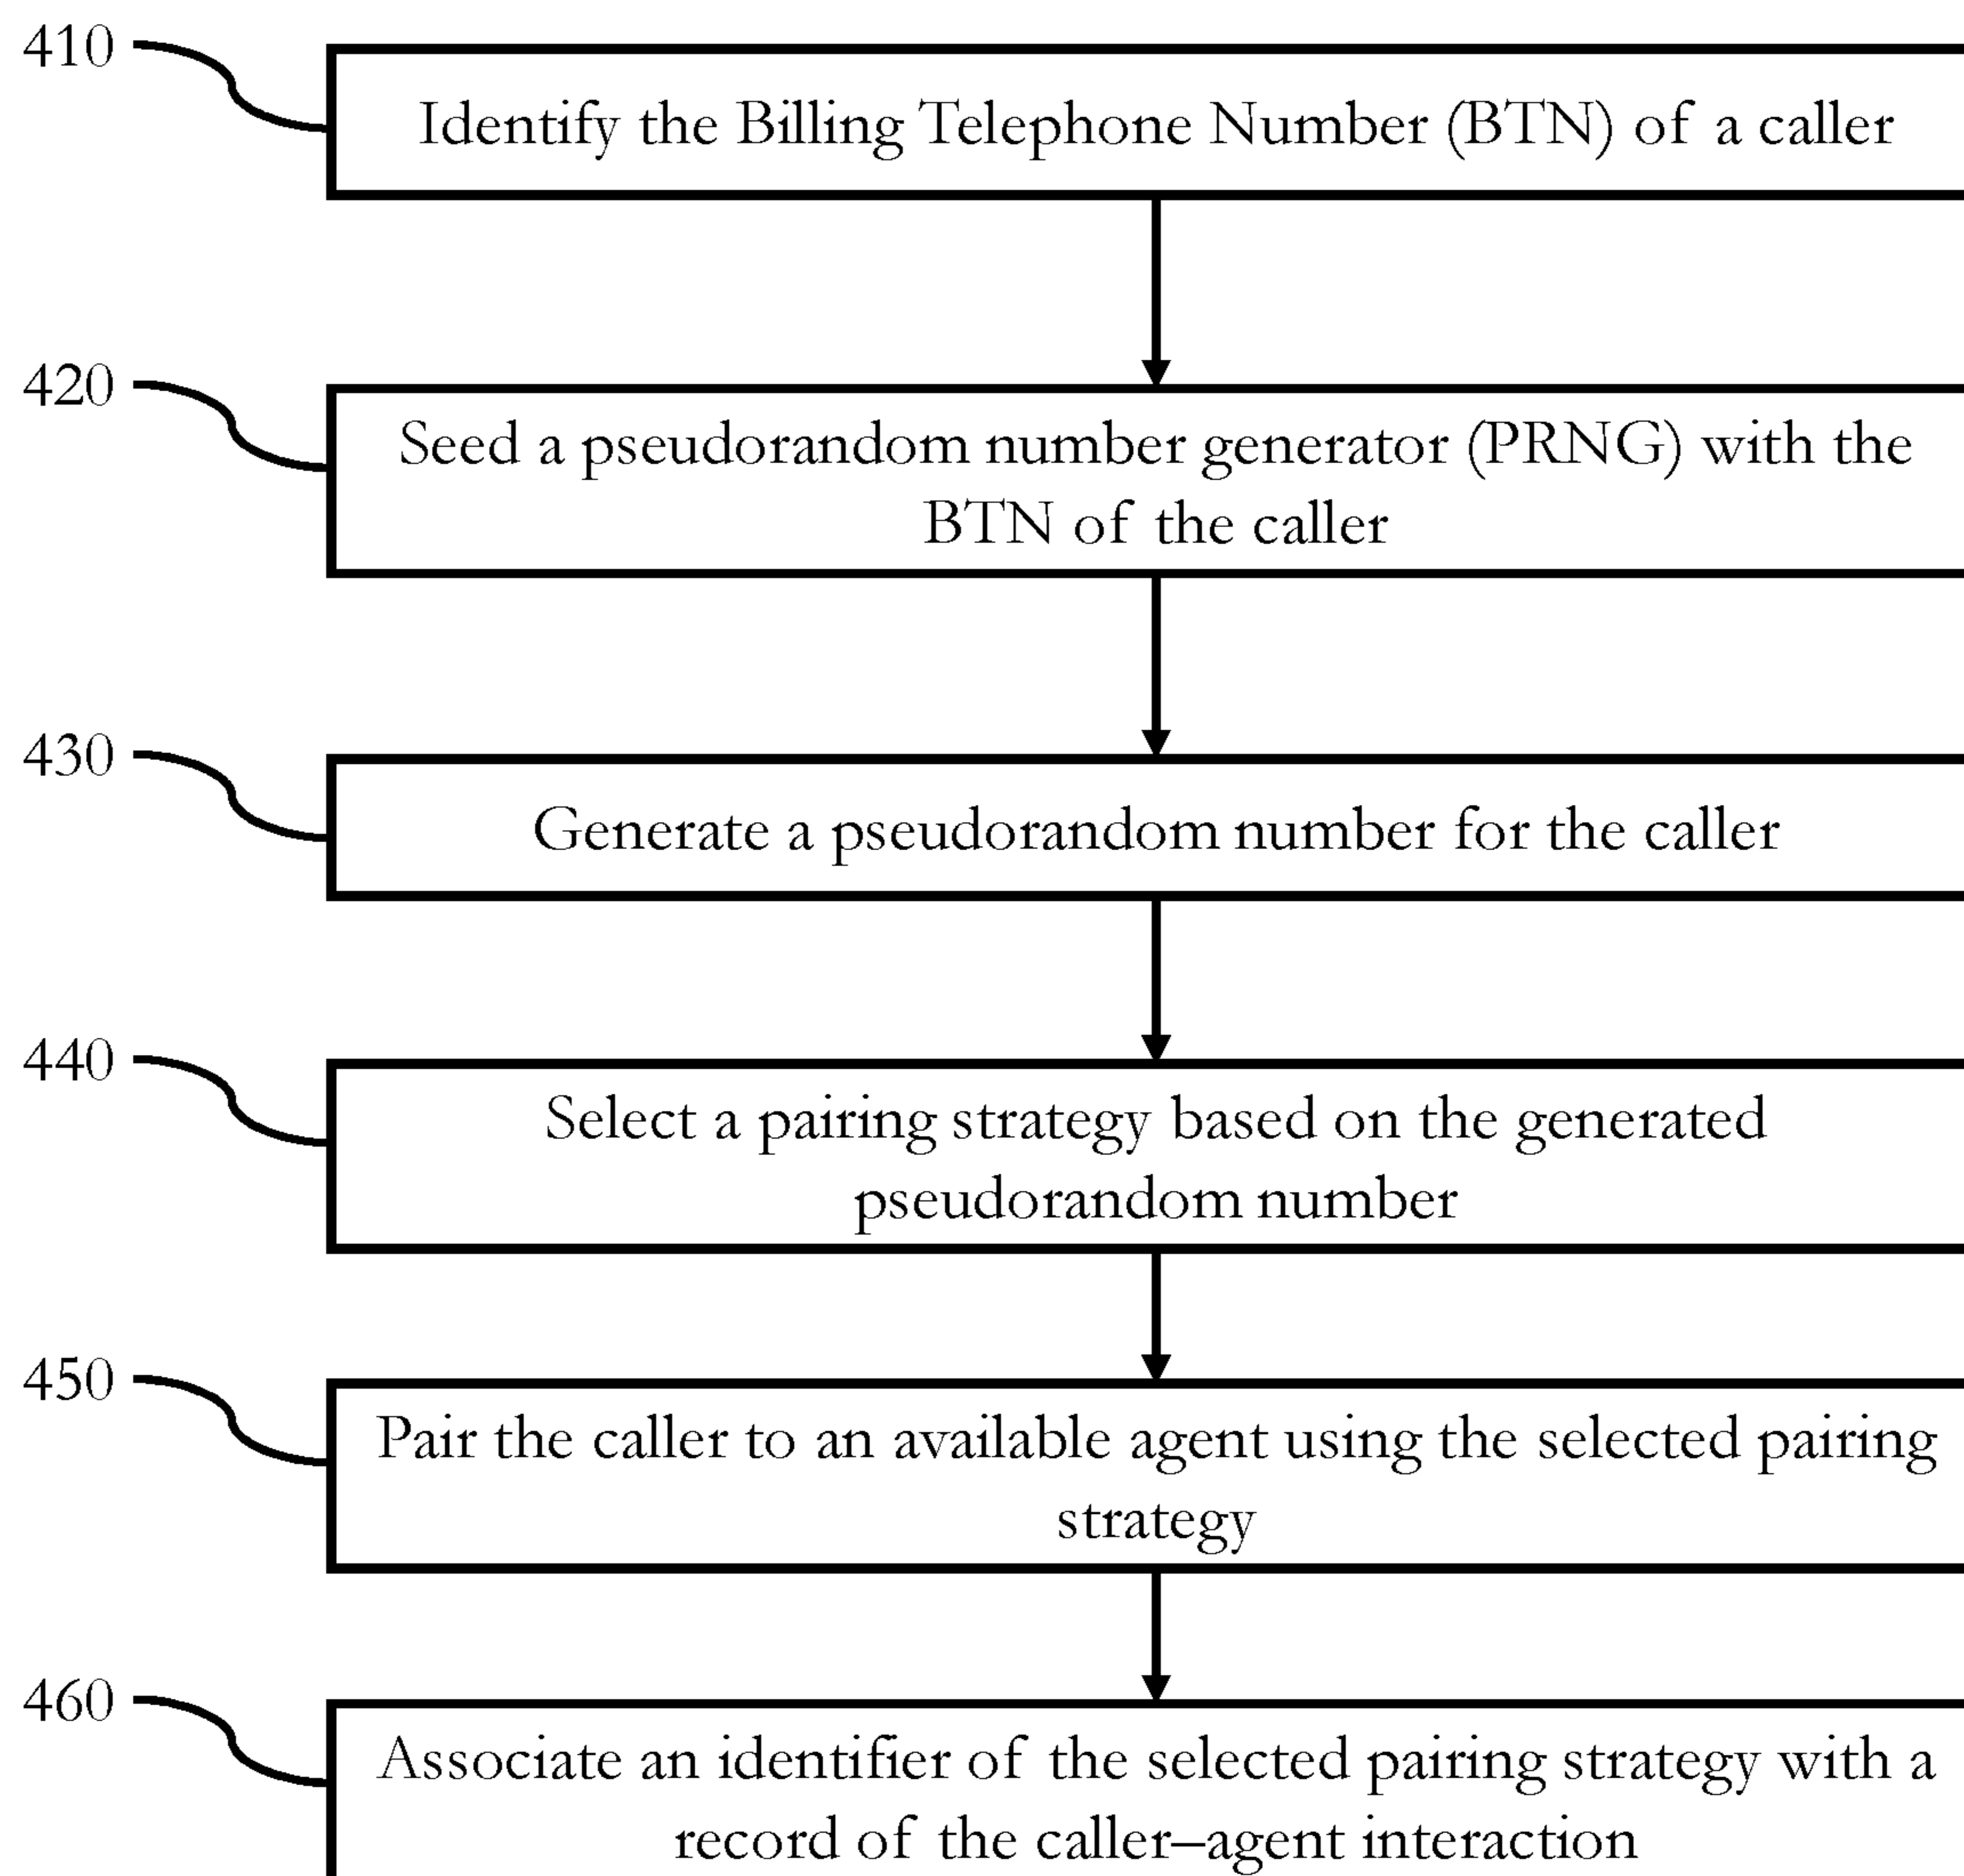 410
Identify the Billing Telephone Number (BTN) of a caller
420
Seed a pseudorandom number generator (PRNG) with the
BTN of the caller
430
Generate a pseudorandom number for the caller
440
Select a pairing strategy based on the generated
pseudorandom number
450
Pair the caller to an available agent using the selected pairing
strategy
460
Associate an identifier of the selected pairing strategy with a
record of the caller–agent interaction